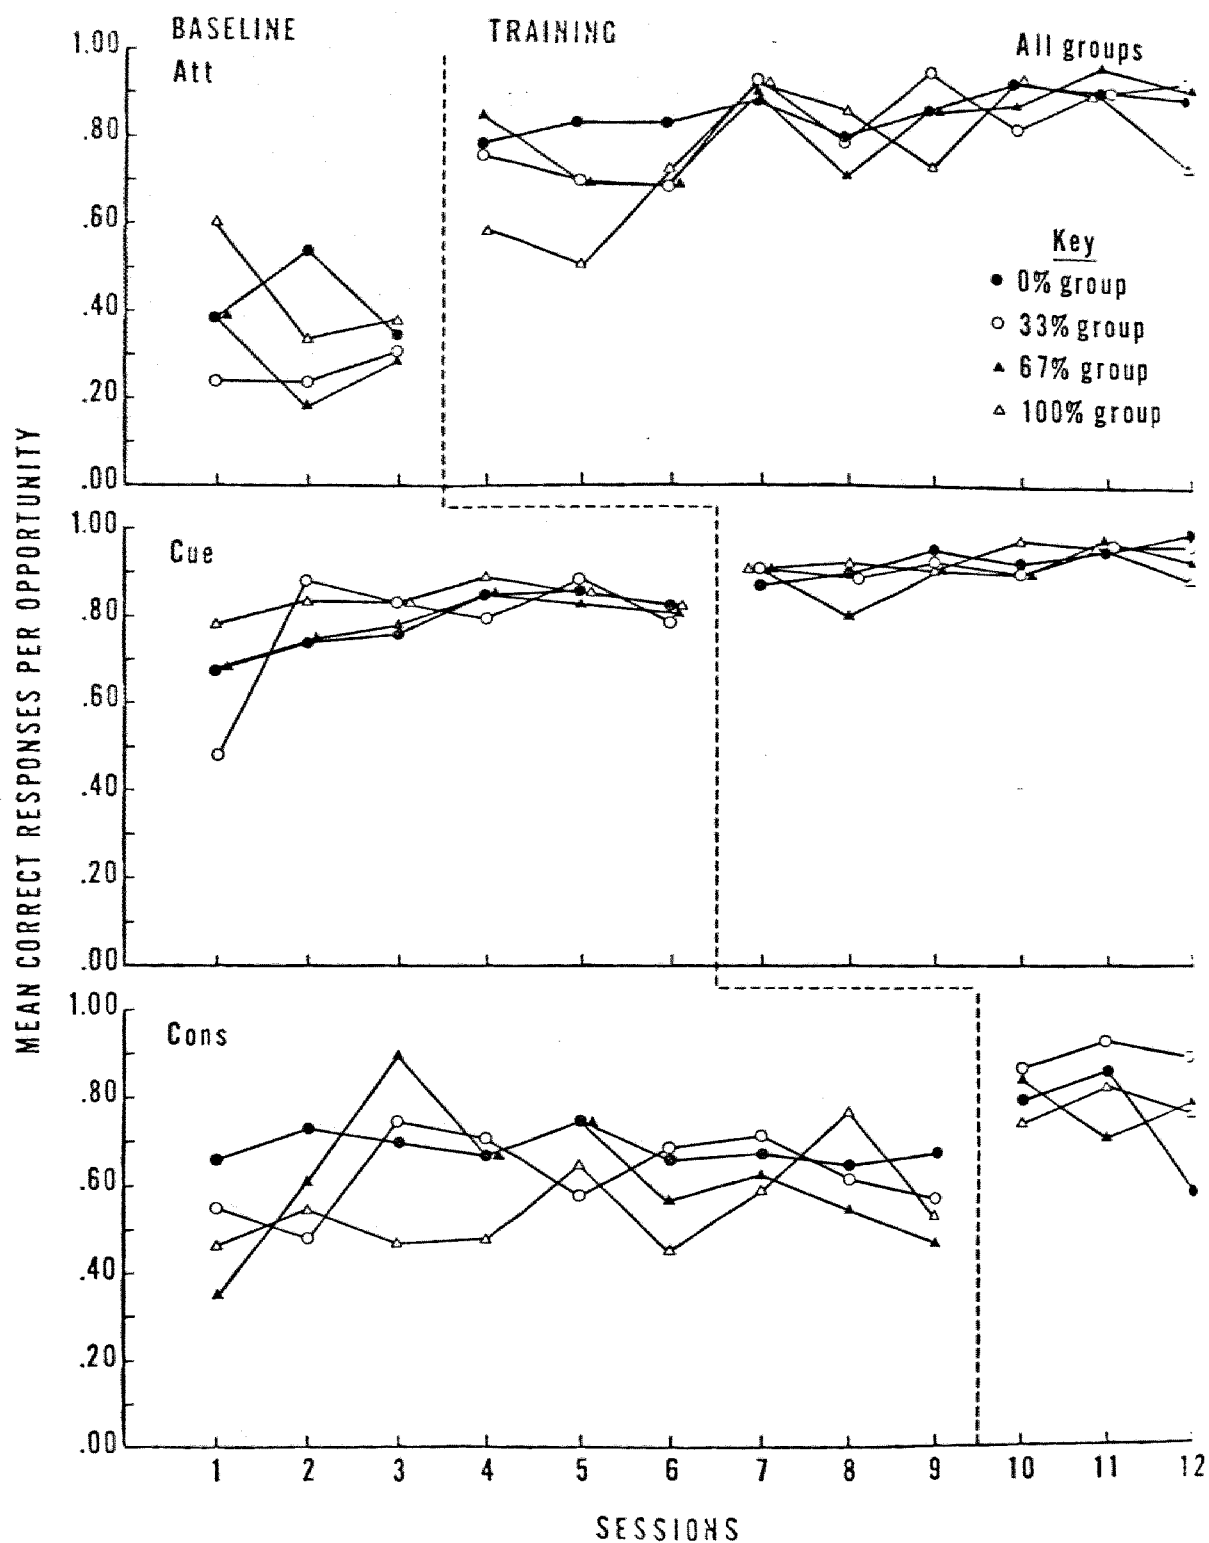 BASELINE TRAINING
Att
All groups
1.00
.80
.60
.40
.20
.00
Key
0% group
33% group
67% group
100% group
Cue
1.00
.80
.60
.40
.20
.00
Cons
1.00
.80
.60
.40
.20
.00
MEAN CORRECT RESPONSES PER OPPORTUNITY
1 2 3 4 5 6 7 8 9 10 11 12
SESSIONS